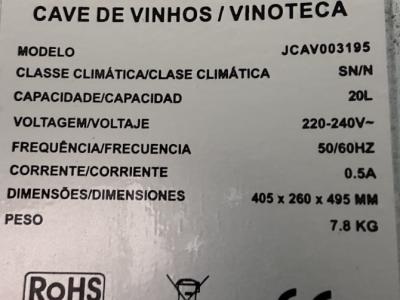 CAVE DE VINHOS / VINOTECA
MODELO JCAV003195
CLASSE CLIMÁTICA/CLASE CLIMÁTICA SN/N
CAPACIDADE/CAPACIDAD 20L
VOLTAGEM/VOLTAJE 220-240V~
FREQUÊNCIA/FRECUENCIA 50/60HZ
CORRENTE/CORRIENTE 0.5A
DIMENSÕES/DIMENSIONES 405 x 260 x 495 MM
PESO 7.8 KG
RoHS CE